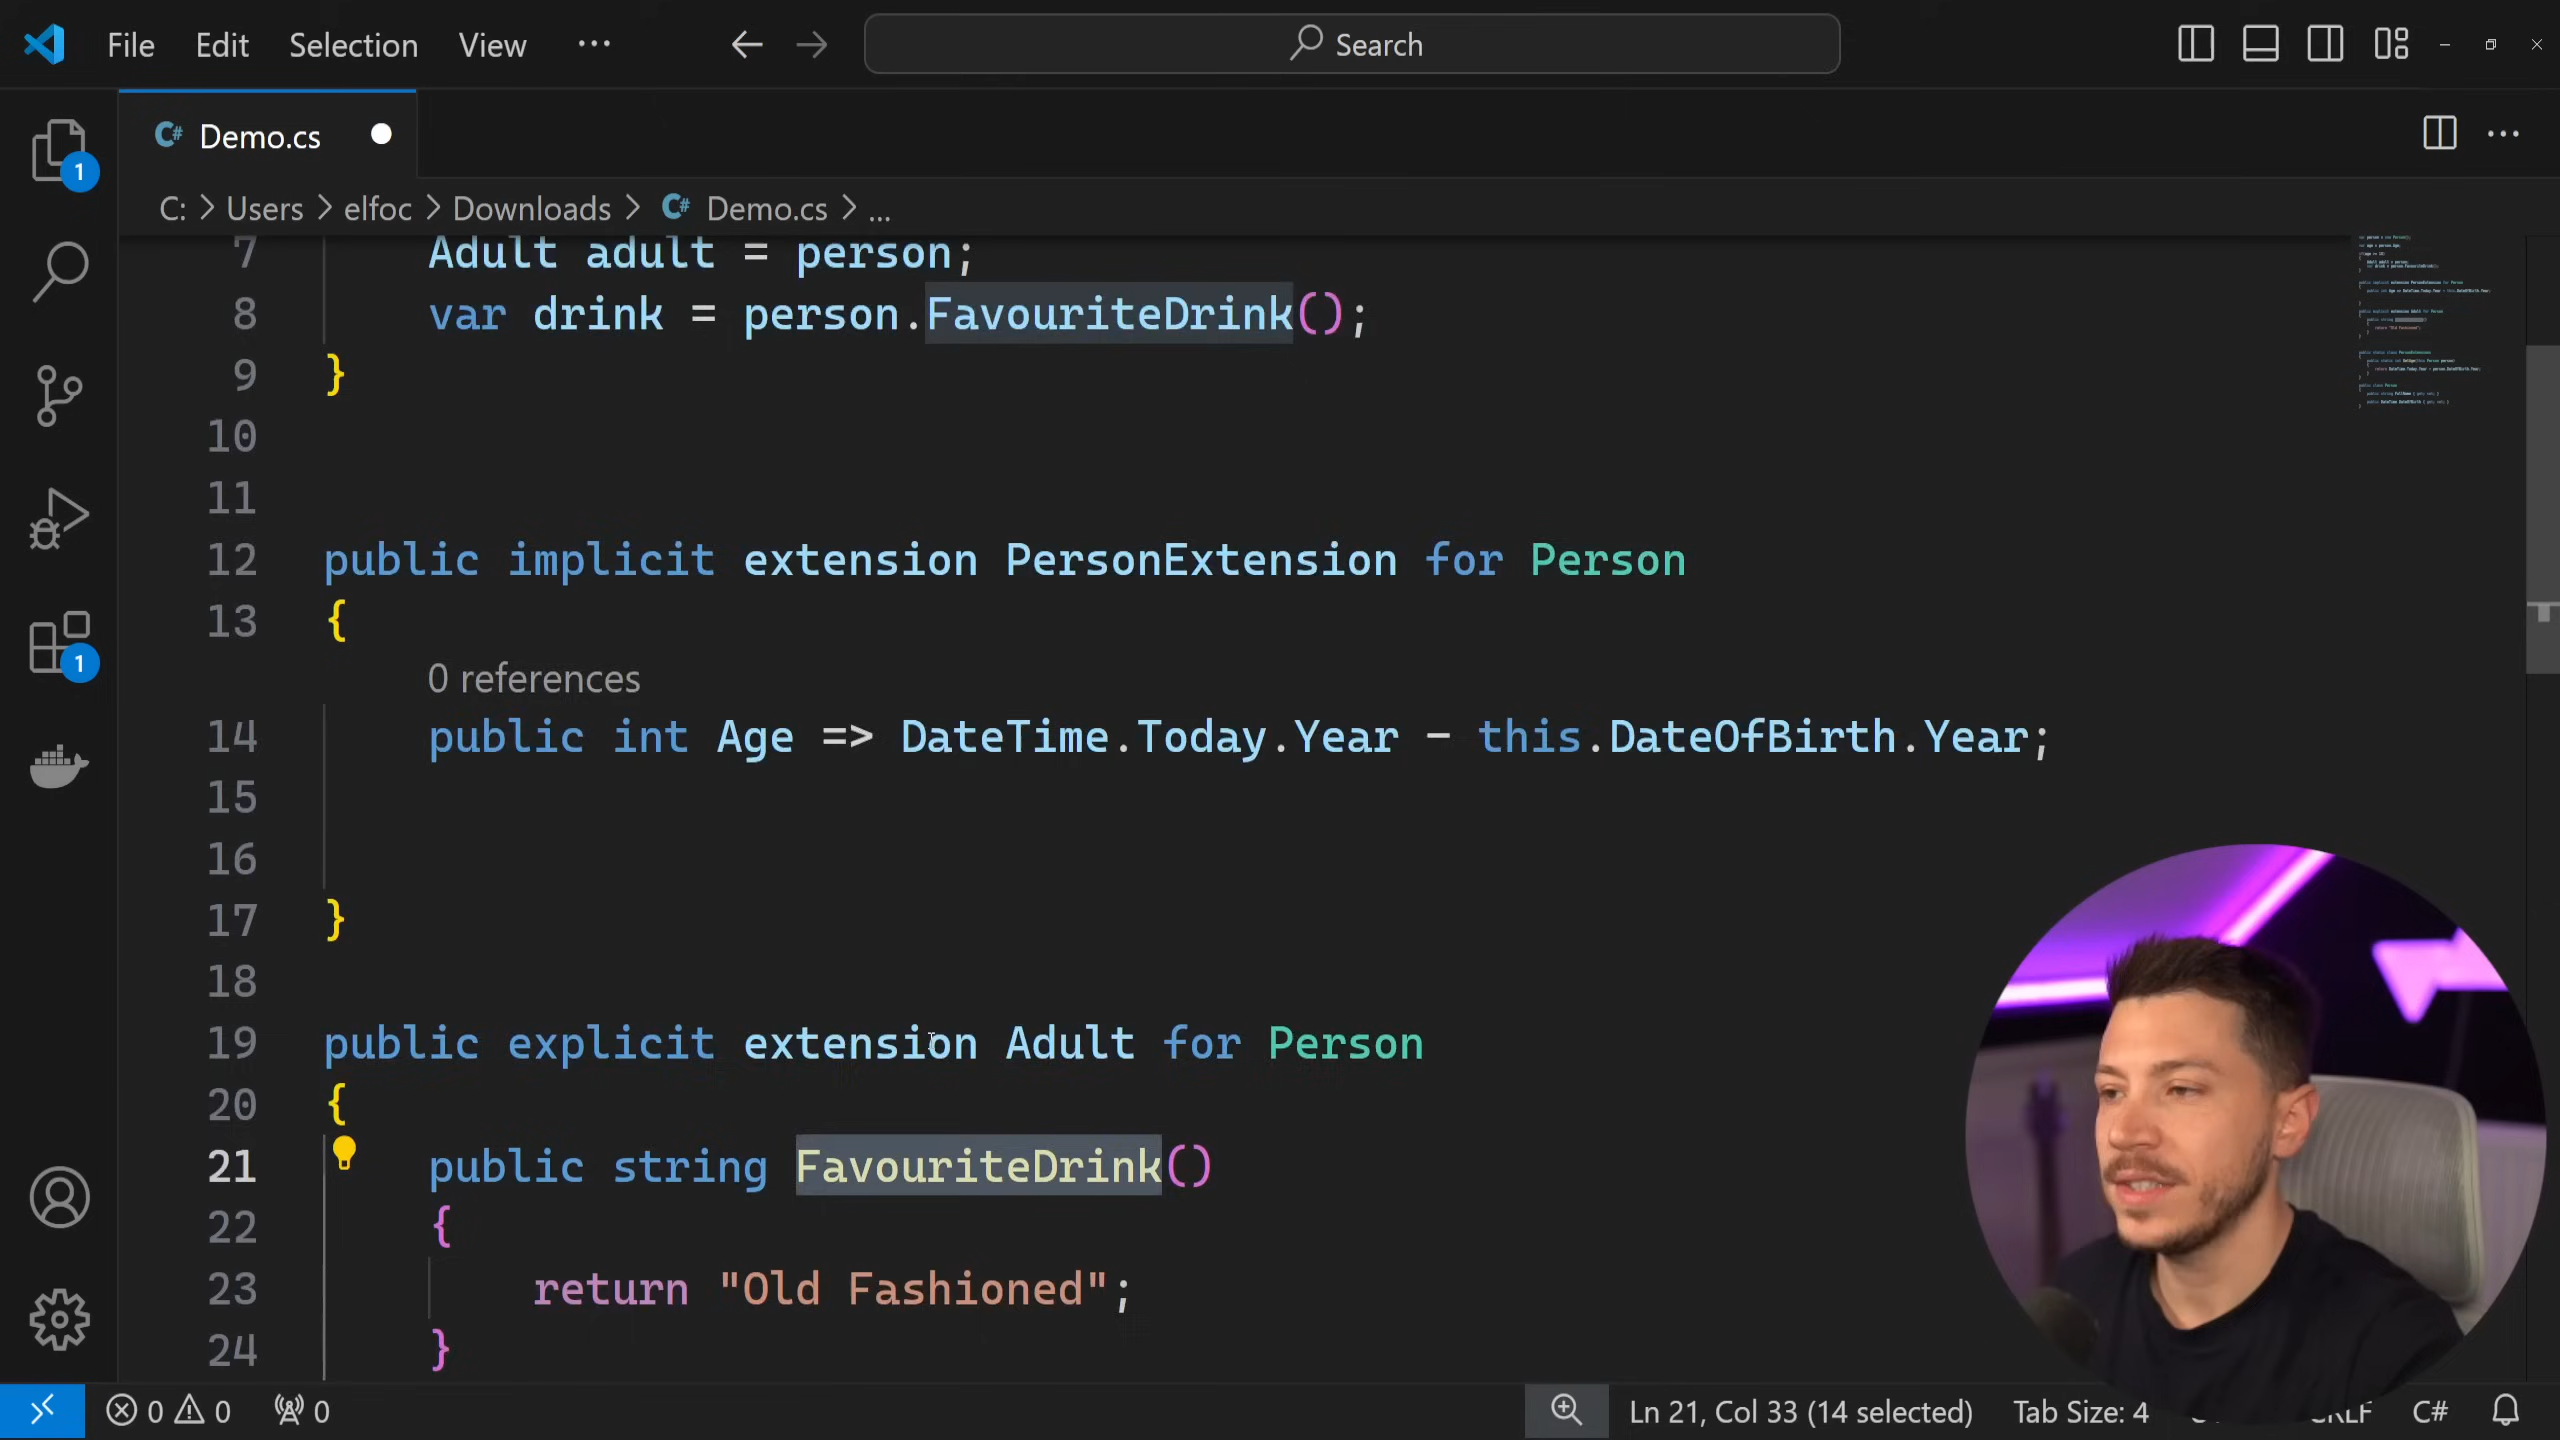 File Edit Selection View ··· Search
Demo.cs
C: > Users > elfoc > Downloads > Demo.cs > ...
7 Adult adult = person;
8 var drink = person.FavouriteDrink();
9 }
10
11
12 public implicit extension PersonExtension for Person
13 {
0 references
14 public int Age => DateTime.Today.Year - this.DateOfBirth.Year;
15
16
17 }
18
19 public explicit extension Adult for Person
20 {
21 public string FavouriteDrink()
22 {
23 return "Old Fashioned";
24 }
1
1
0 0 0 Ln 21, Col 33 (14 selected) Tab Size: 4 CRLF C#